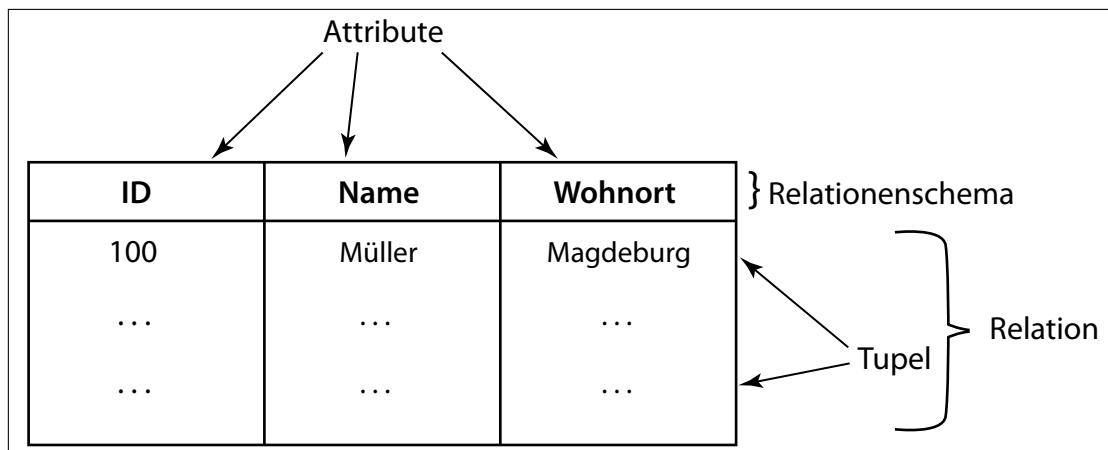 Attribute
ID Name Wohnort } Relationenschema
100 Müller Magdeburg
... ... ...
Relation
Tupel
... ... ...